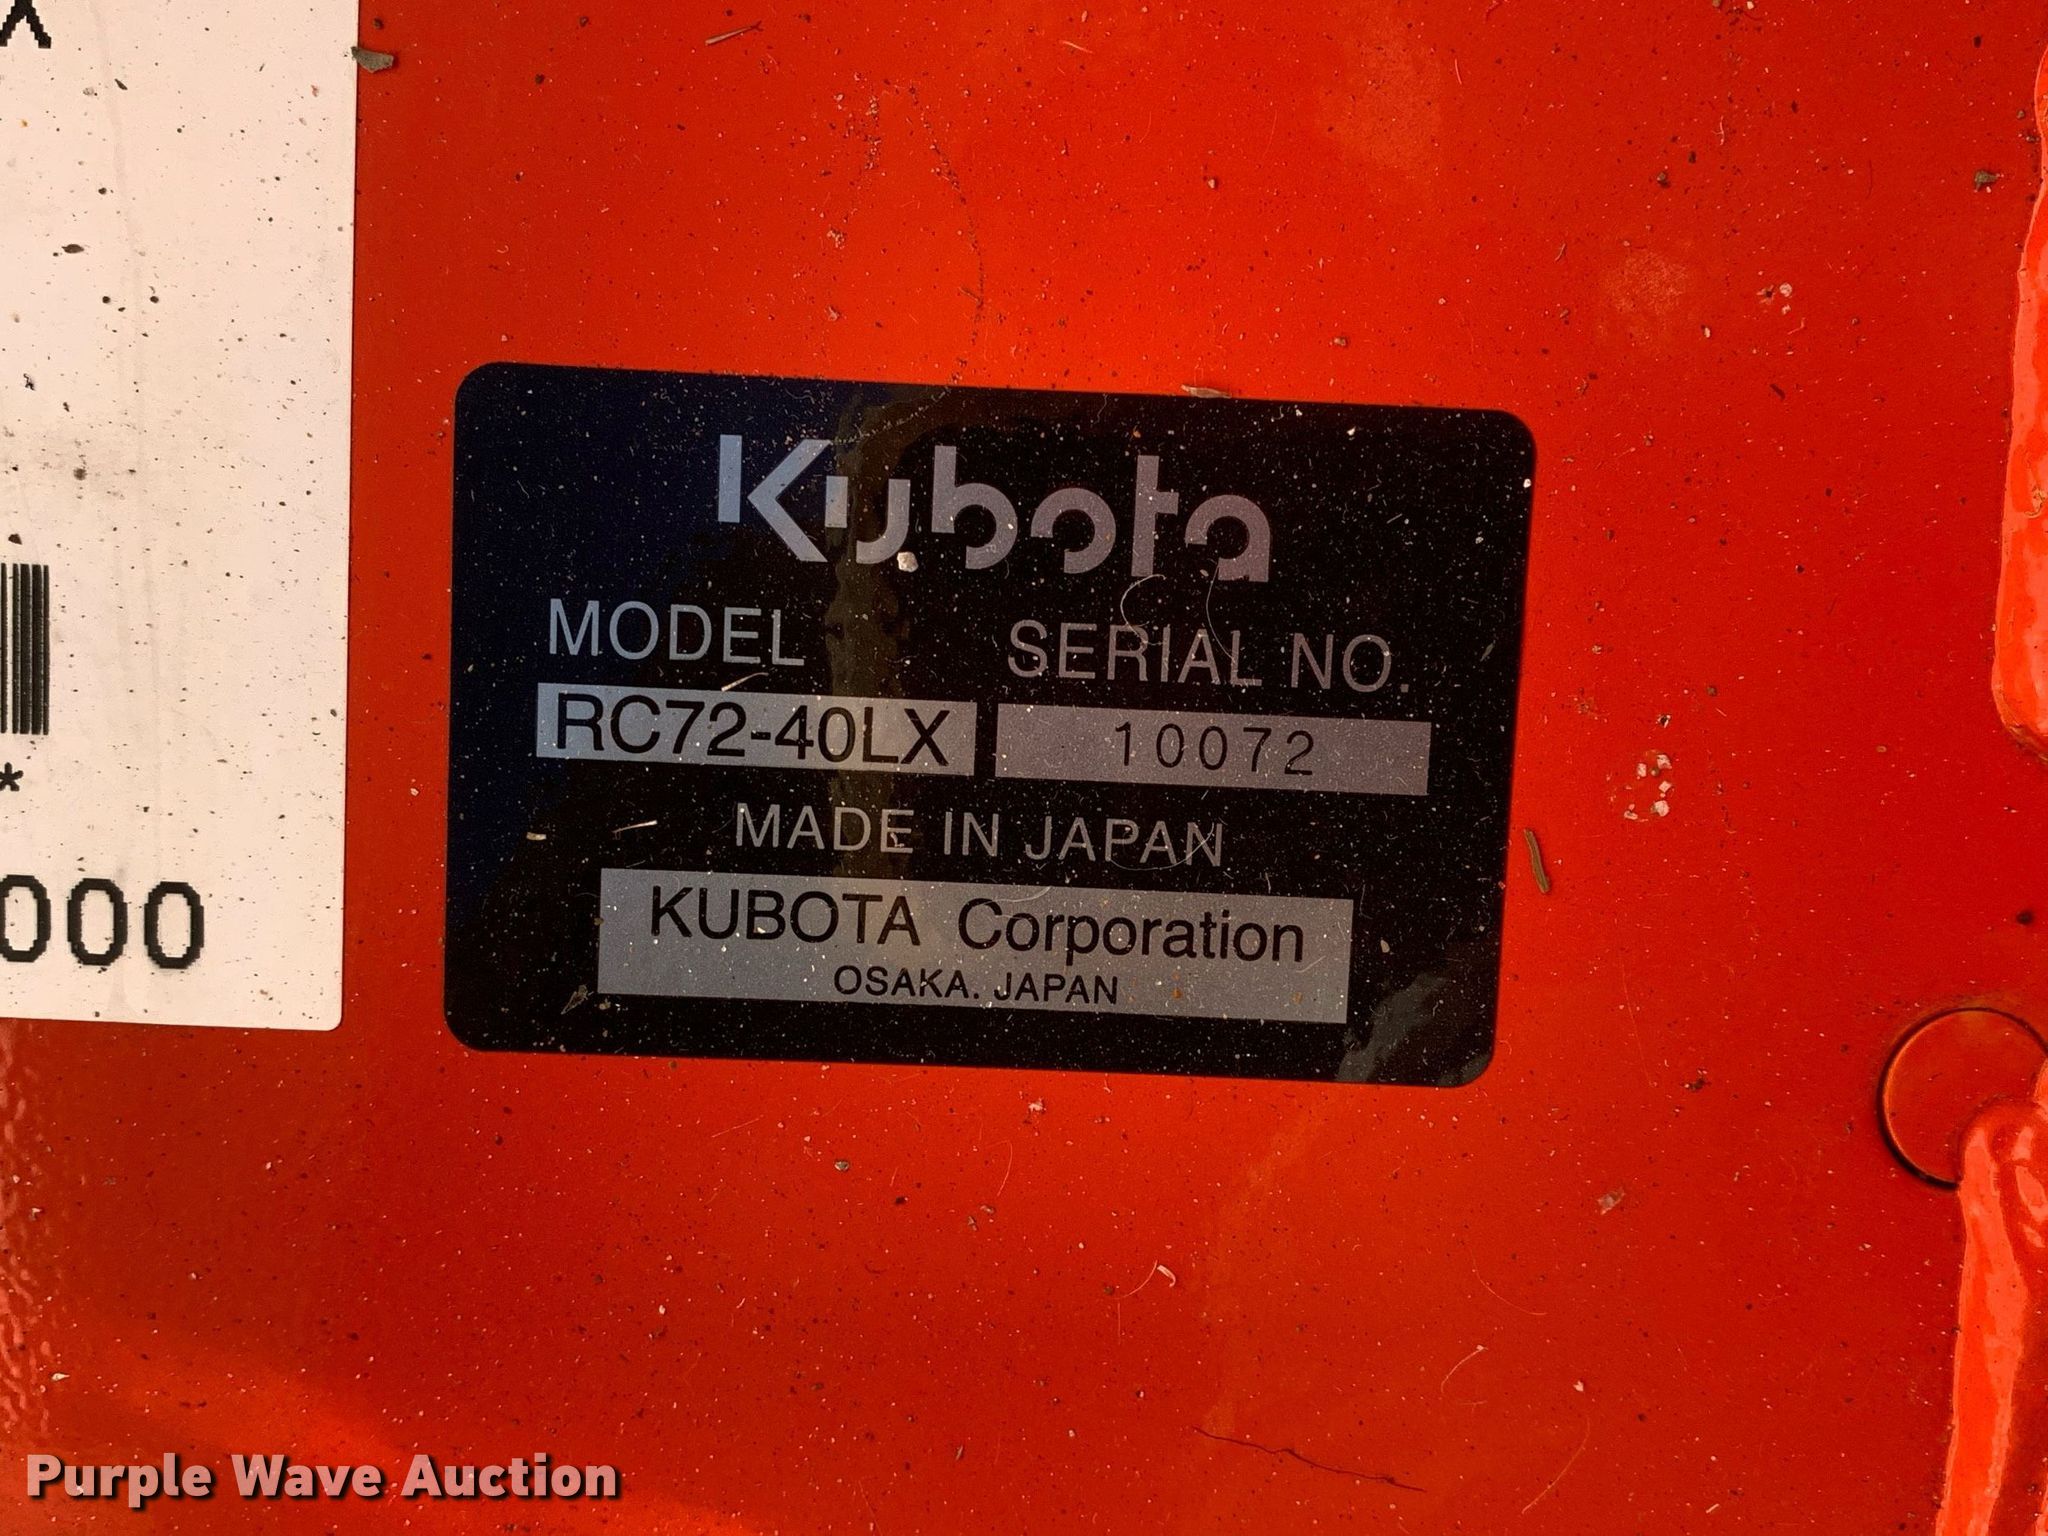 Kubota
MODEL SERIAL NO.
RC72-40LX 10072
MADE IN JAPAN
KUBOTA Corporation
OSAKA. JAPAN
*
000
Purple Wave Auction